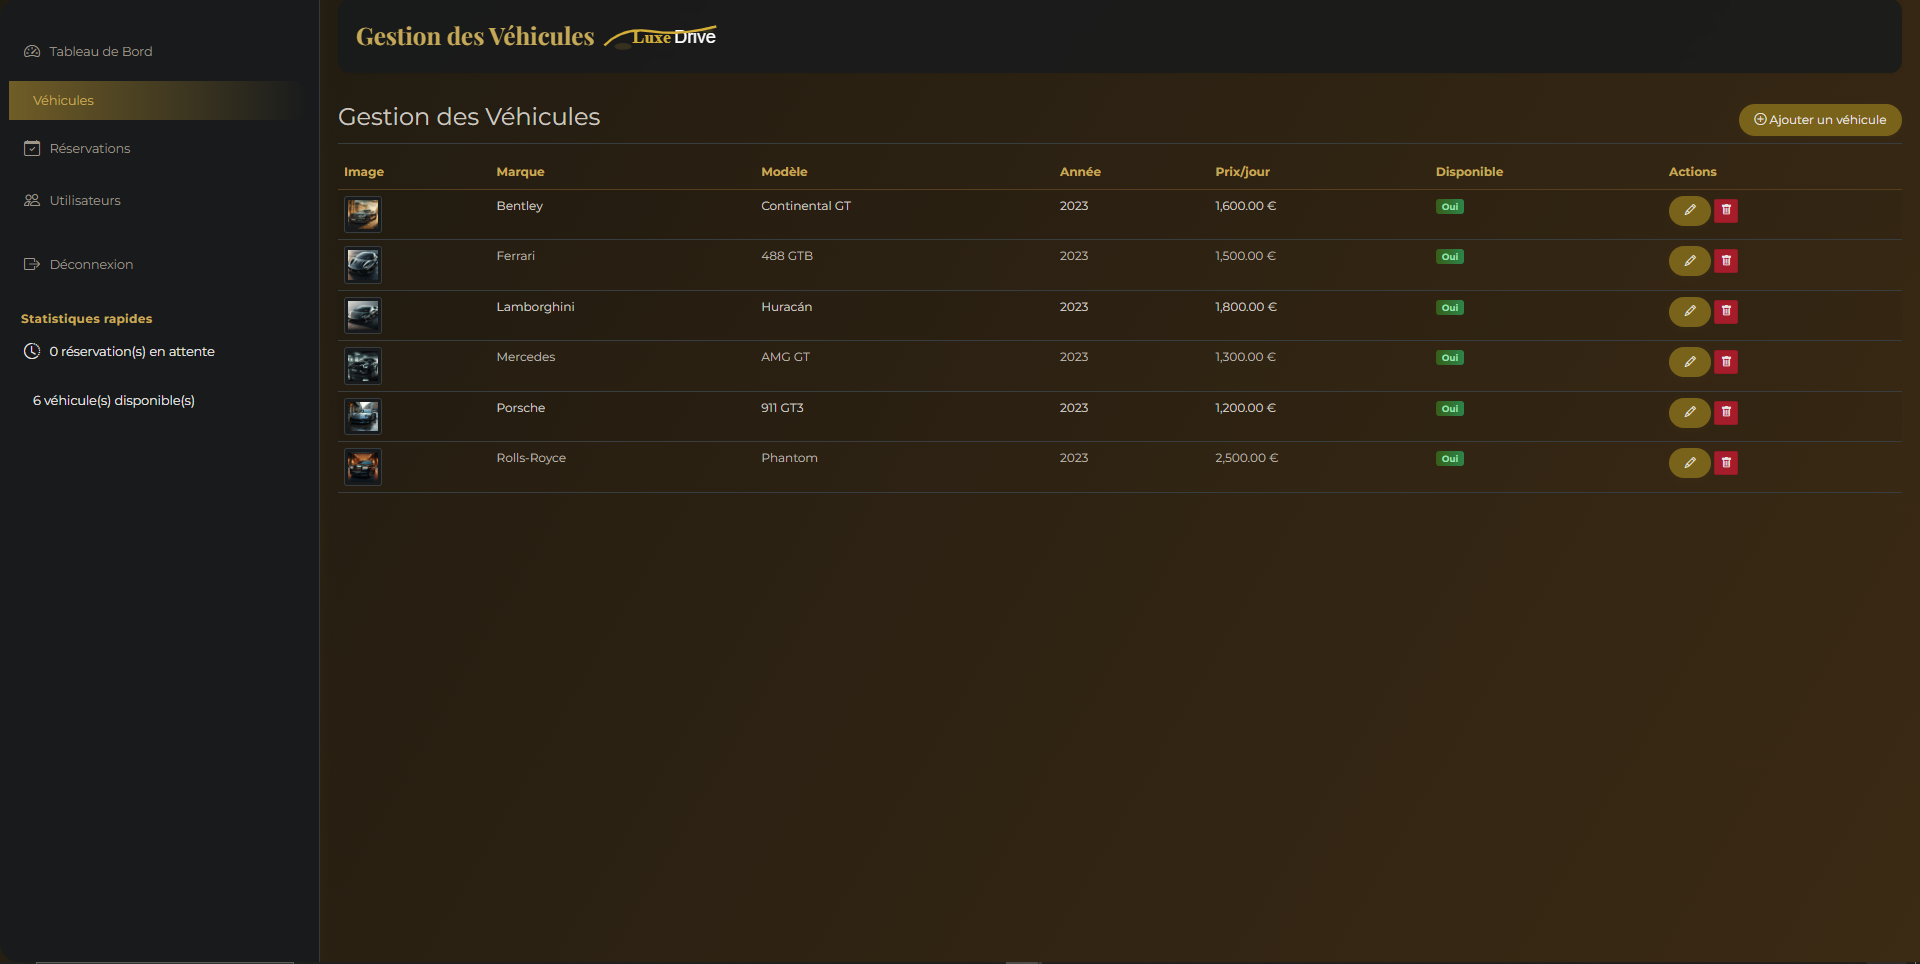 Tableau de Bord
Véhicules
Réservations
Utilisateurs
Déconnexion
Statistiques rapides
0 réservation(s) en attente
6 véhicule(s) disponible(s)
Gestion des Véhicules LuxeDrive
Gestion des Véhicules
Ajouter un véhicule
Image Marque Modèle Année Prix/jour Disponible Actions
Bentley Continental GT 2023 1,600.00 € Oui
Ferrari 488 GTB 2023 1,500.00 € Oui
Lamborghini Huracán 2023 1,800.00 € Oui
Mercedes AMG GT 2023 1,300.00 € Oui
Porsche 911 GT3 2023 1,200.00 € Oui
Rolls-Royce Phantom 2023 2,500.00 € Oui